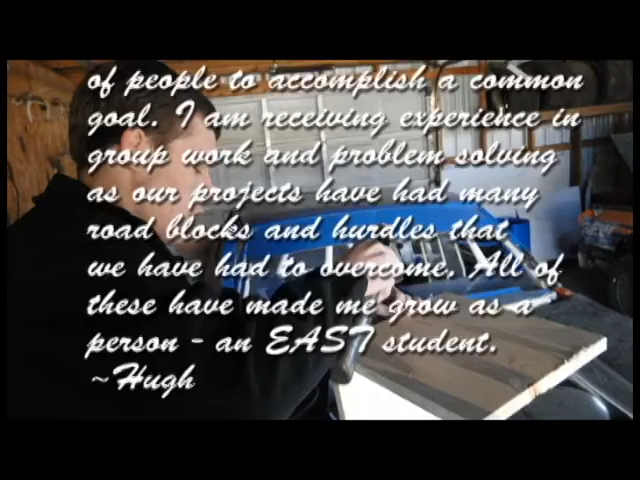 of people to accomplish a common
goal. I am receiving experience in
group work and problem solving
as our projects have had many
road blocks and hurdles that
we have had to overcome. All of
these have made me grow as a
person - an EAST student.
~Hugh